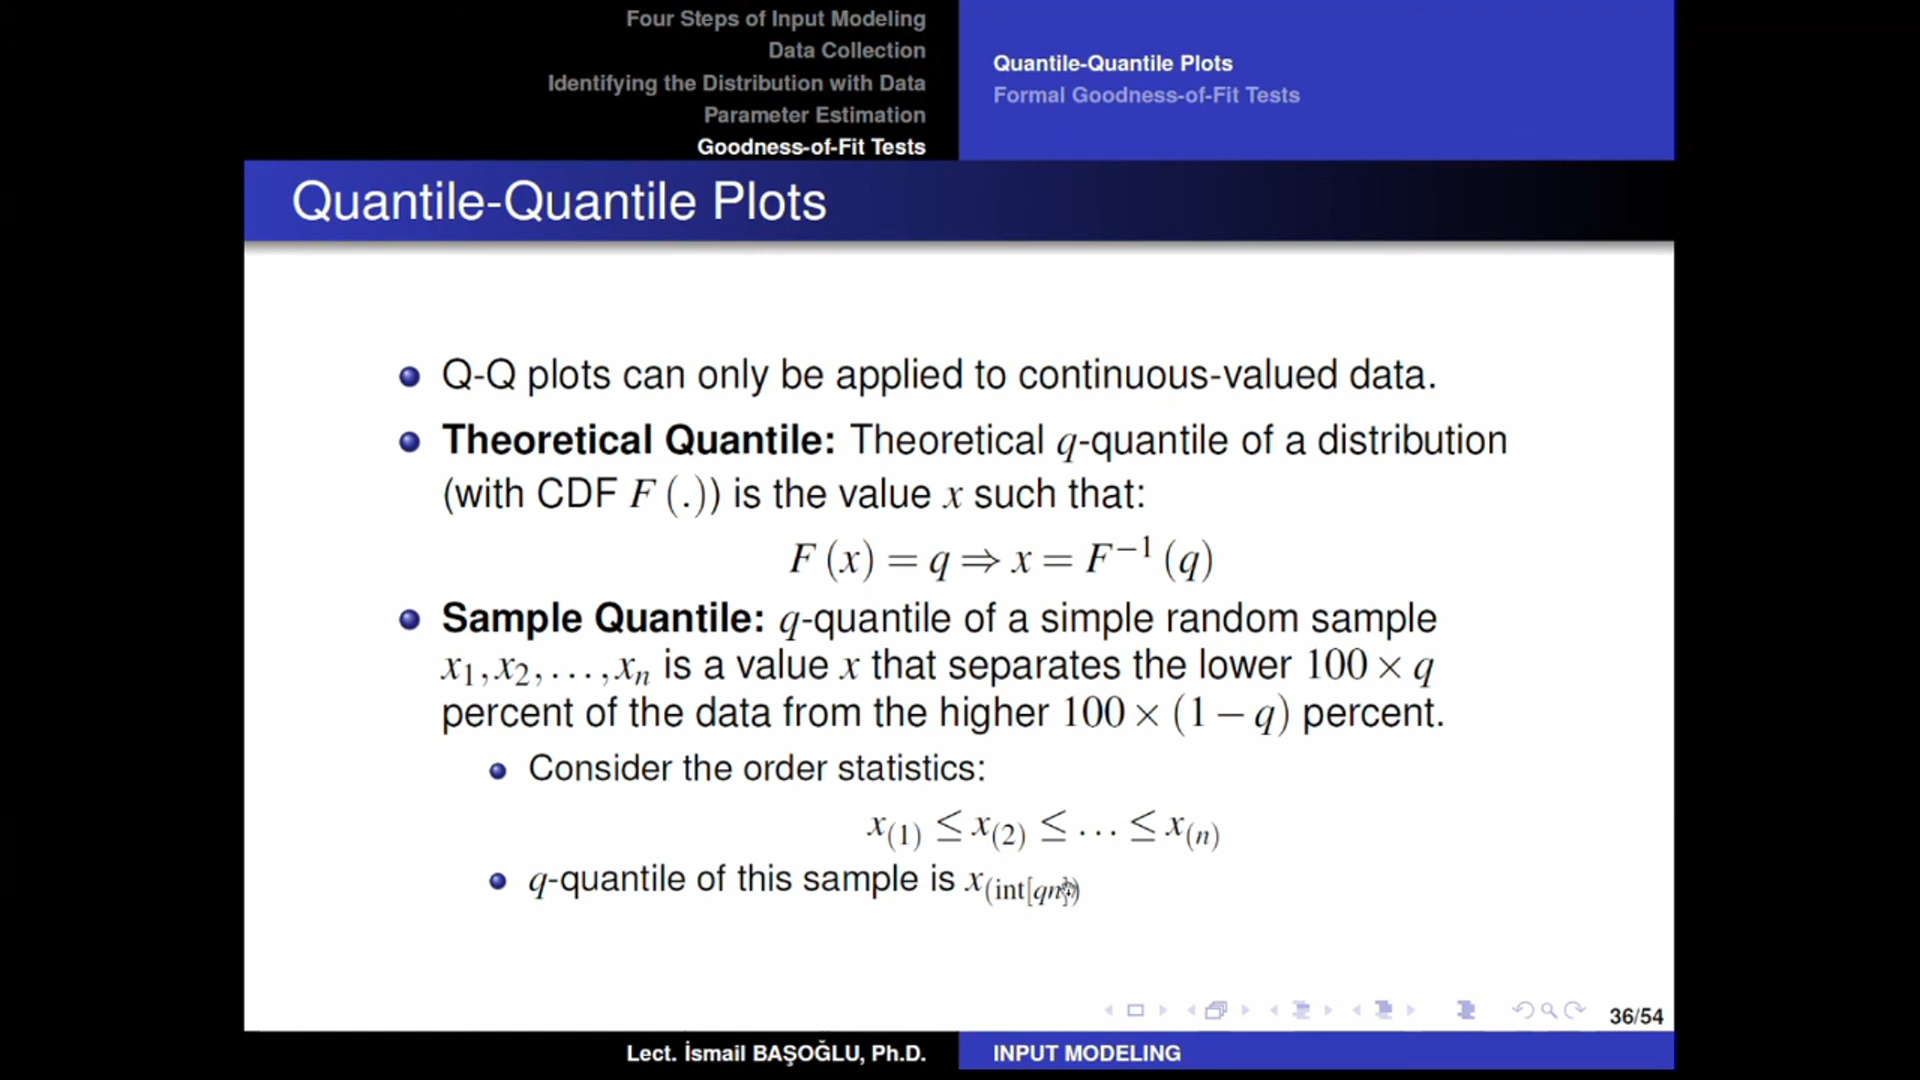 Four Steps of Input Modeling
Data Collection
Identifying the Distribution with Data
Parameter Estimation
Goodness-of-Fit Tests
Quantile-Quantile Plots
Formal Goodness-of-Fit Tests
Quantile-Quantile Plots
Q-Q plots can only be applied to continuous-valued data.
Theoretical Quantile: Theoretical q-quantile of a distribution
(with CDF F (.)) is the value x such that:
F (x) = q ⇒ x = F⁻¹ (q)
Sample Quantile: q-quantile of a simple random sample
x₁, x₂, . . . , xₙ is a value x that separates the lower 100 × q
percent of the data from the higher 100 × (1 − q) percent.
Consider the order statistics:
x₍₁₎ ≤ x₍₂₎ ≤ . . . ≤ x₍ₙ₎
q-quantile of this sample is x(int[qn])
36/54
Lect. İsmail BAŞOĞLU, Ph.D.
INPUT MODELING